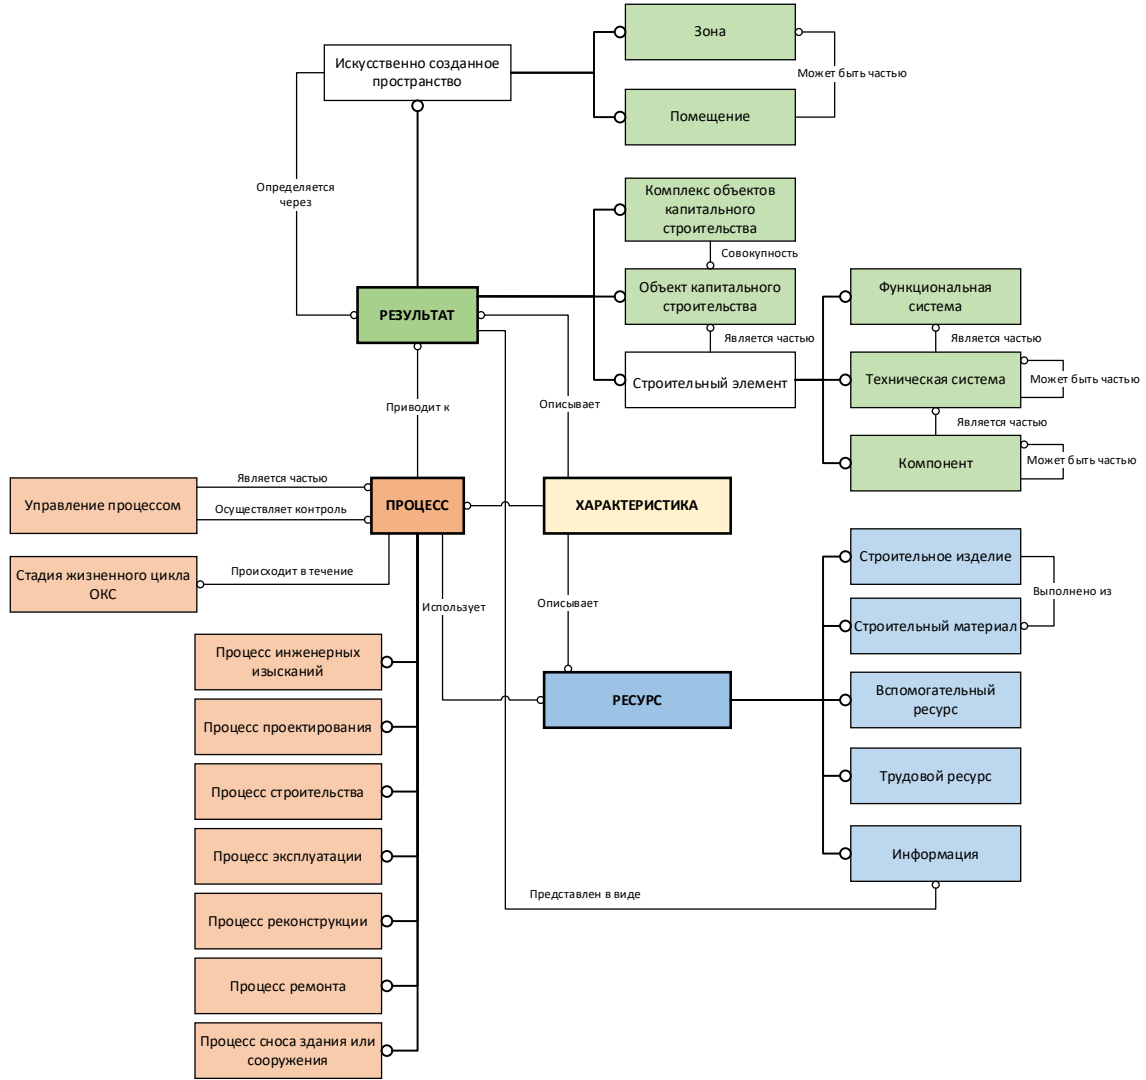 Зона
Искусственно созданное
пространство
Может быть частью
Помещение
Определяется
через
Комплекс объектов
капитального
строительства
Совокупность
Объект капитального
строительства
Функциональная
система
РЕЗУЛЬТАТ
Является частью
Является частью
Строительный элемент
Техническая система
Может быть частью
Приводит к
Описывает
Является частью
Компонент
Может быть частью
Является частью
Управление процессом
Осуществляет контроль
ПРОЦЕСС
ХАРАКТЕРИСТИКА
Стадия жизненного цикла
ОКС
Происходит в течение
Строительное изделие
Выполнено из
Использует
Описывает
Строительный материал
Процесс инженерных
изысканий
РЕСУРС
Вспомогательный
ресурс
Процесс проектирования
Трудовой ресурс
Процесс строительства
Процесс эксплуатации
Информация
Представлен в виде
Процесс реконструкции
Процесс ремонта
Процесс сноса здания или
сооружения